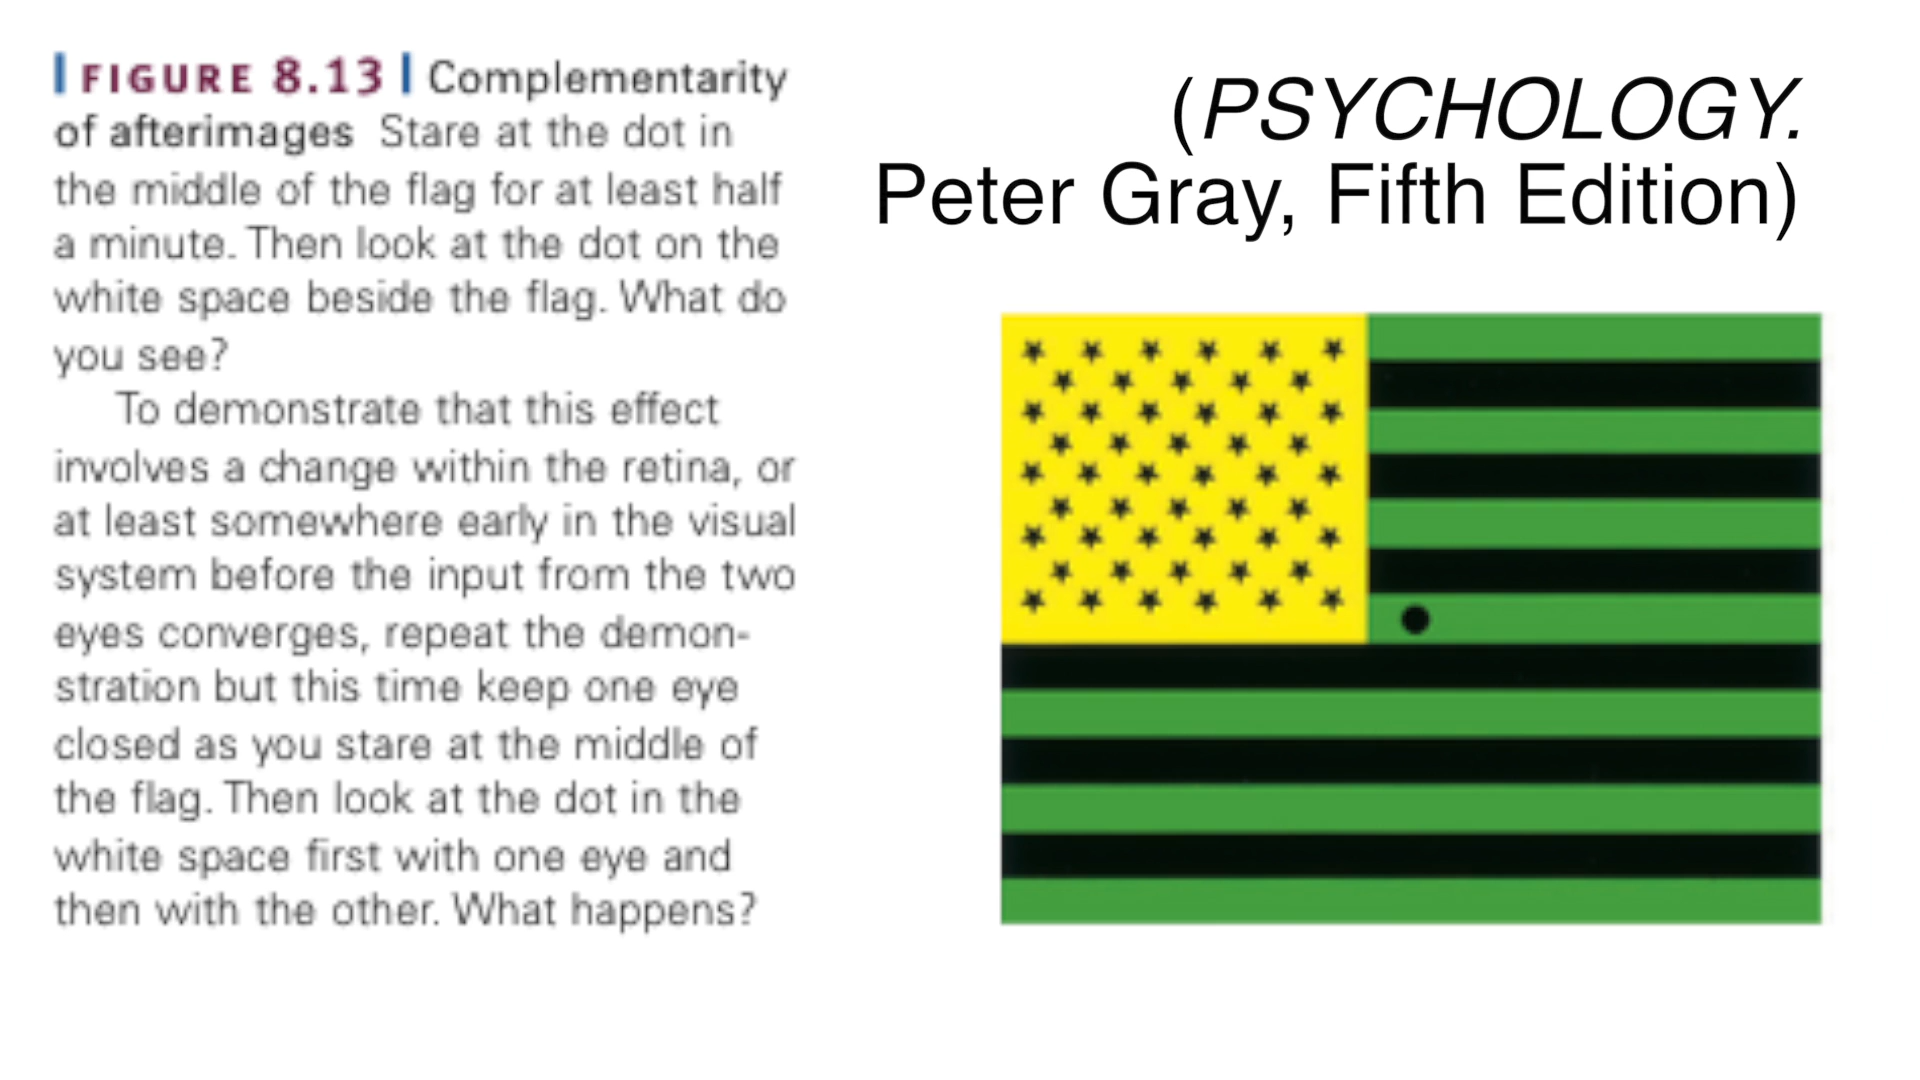 | FIGURE 8.13 | Complementarity
of afterimages Stare at the dot in
the middle of the flag for at least half
a minute. Then look at the dot on the
white space beside the flag. What do
you see?
To demonstrate that this effect
involves a change within the retina, or
at least somewhere early in the visual
system before the input from the two
eyes converges, repeat the demon-
stration but this time keep one eye
closed as you stare at the middle of
the flag. Then look at the dot in the
white space first with one eye and
then with the other. What happens?
(PSYCHOLOGY.
Peter Gray, Fifth Edition)